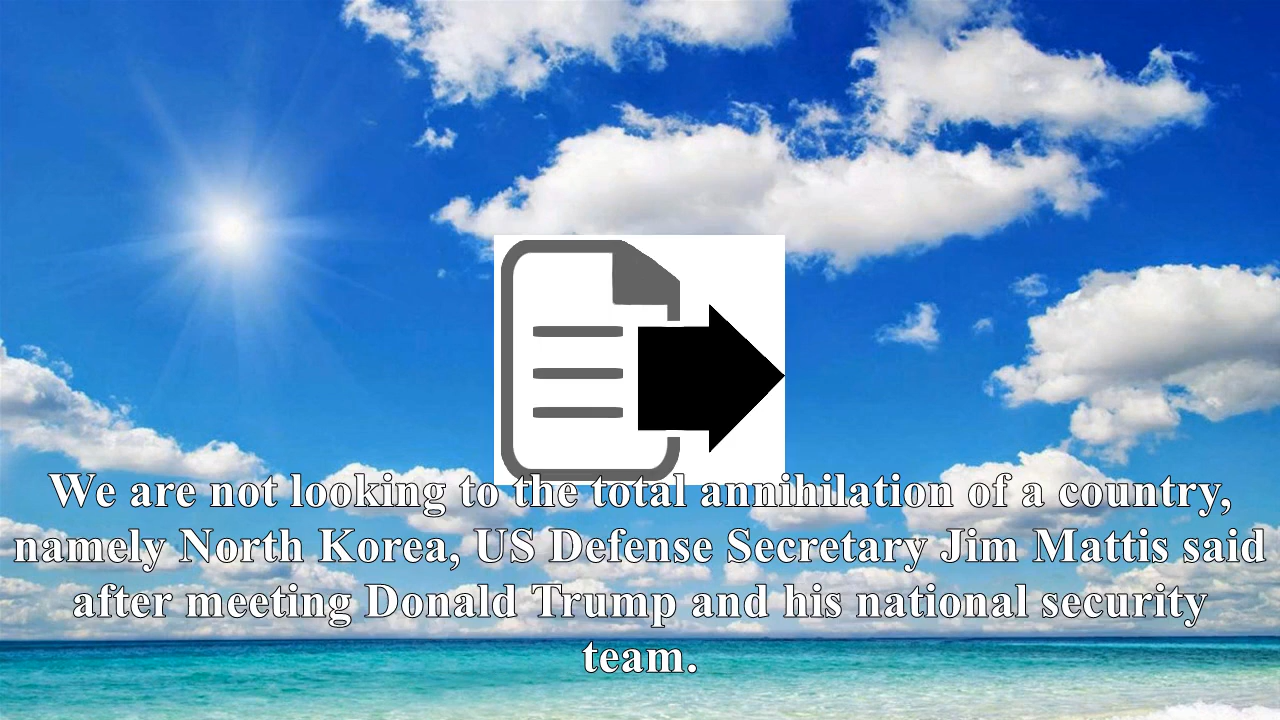 We are not looking to the total annihilation of a country,
namely North Korea, US Defense Secretary Jim Mattis said
after meeting Donald Trump and his national security
team.